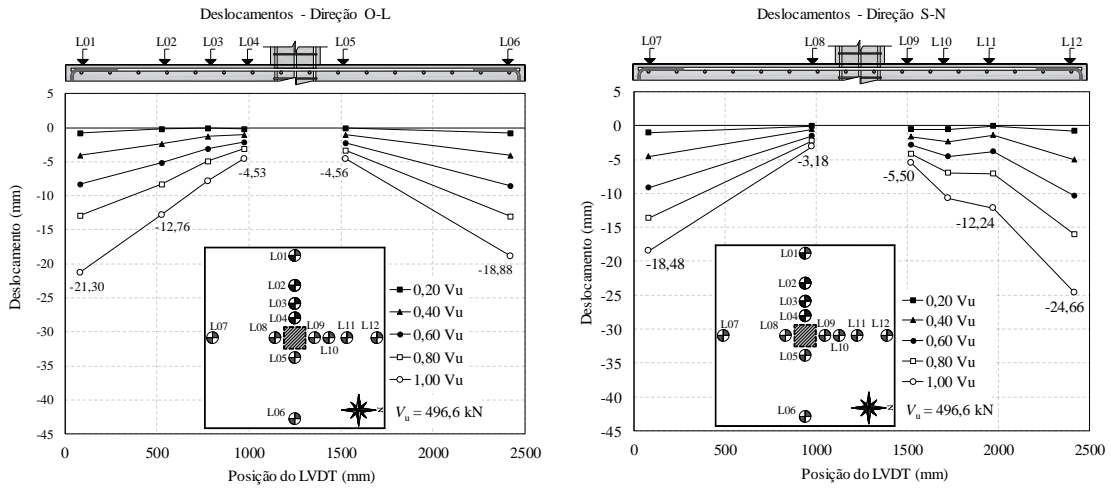 Deslocamentos - Direção O-L
L01 L02 L03 L04 L05 L06
5
0
-5
-10
-15
-20
-25
-30
-35
-40
-45
Deslocamento (mm)
-4,53
-4,56
-12,76
-21,30
-18,88
L01
L02
L03
L04
L07 L08 L09 L11 L12
L10
L05
L06
N
0,20 Vu
0,40 Vu
0,60 Vu
0,80 Vu
1,00 Vu
Vu = 496,6 kN
0 500 1000 1500 2000 2500
Posição do LVDT (mm)
Deslocamentos - Direção S-N
L07 L08 L09 L10 L11 L12
5
0
-5
-10
-15
-20
-25
-30
-35
-40
-45
Deslocamento (mm)
-3,18
-5,50
-12,24
-18,48
-24,66
L01
L02
L03
L04
L07 L08 L09 L11 L12
L10
L05
L06
N
0,20 Vu
0,40 Vu
0,60 Vu
0,80 Vu
1,00 Vu
Vu = 496,6 kN
0 500 1000 1500 2000 2500
Posição do LVDT (mm)